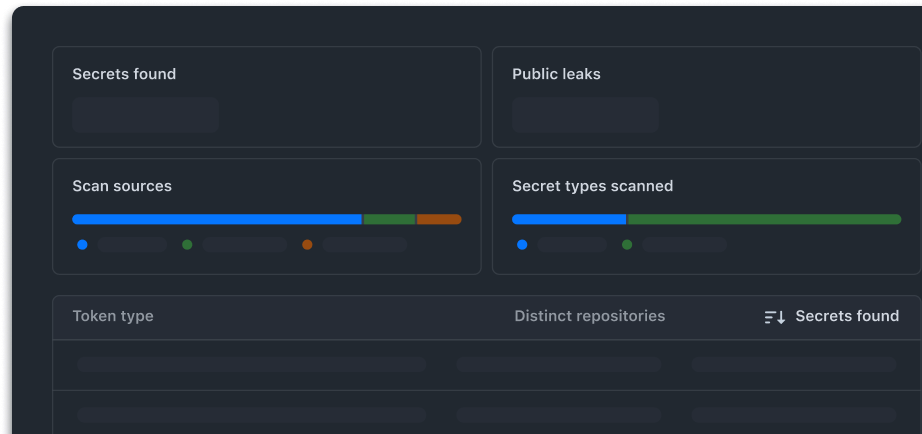 Secrets found
Public leaks
Scan sources
Secret types scanned
Token type
Distinct repositories
Secrets found